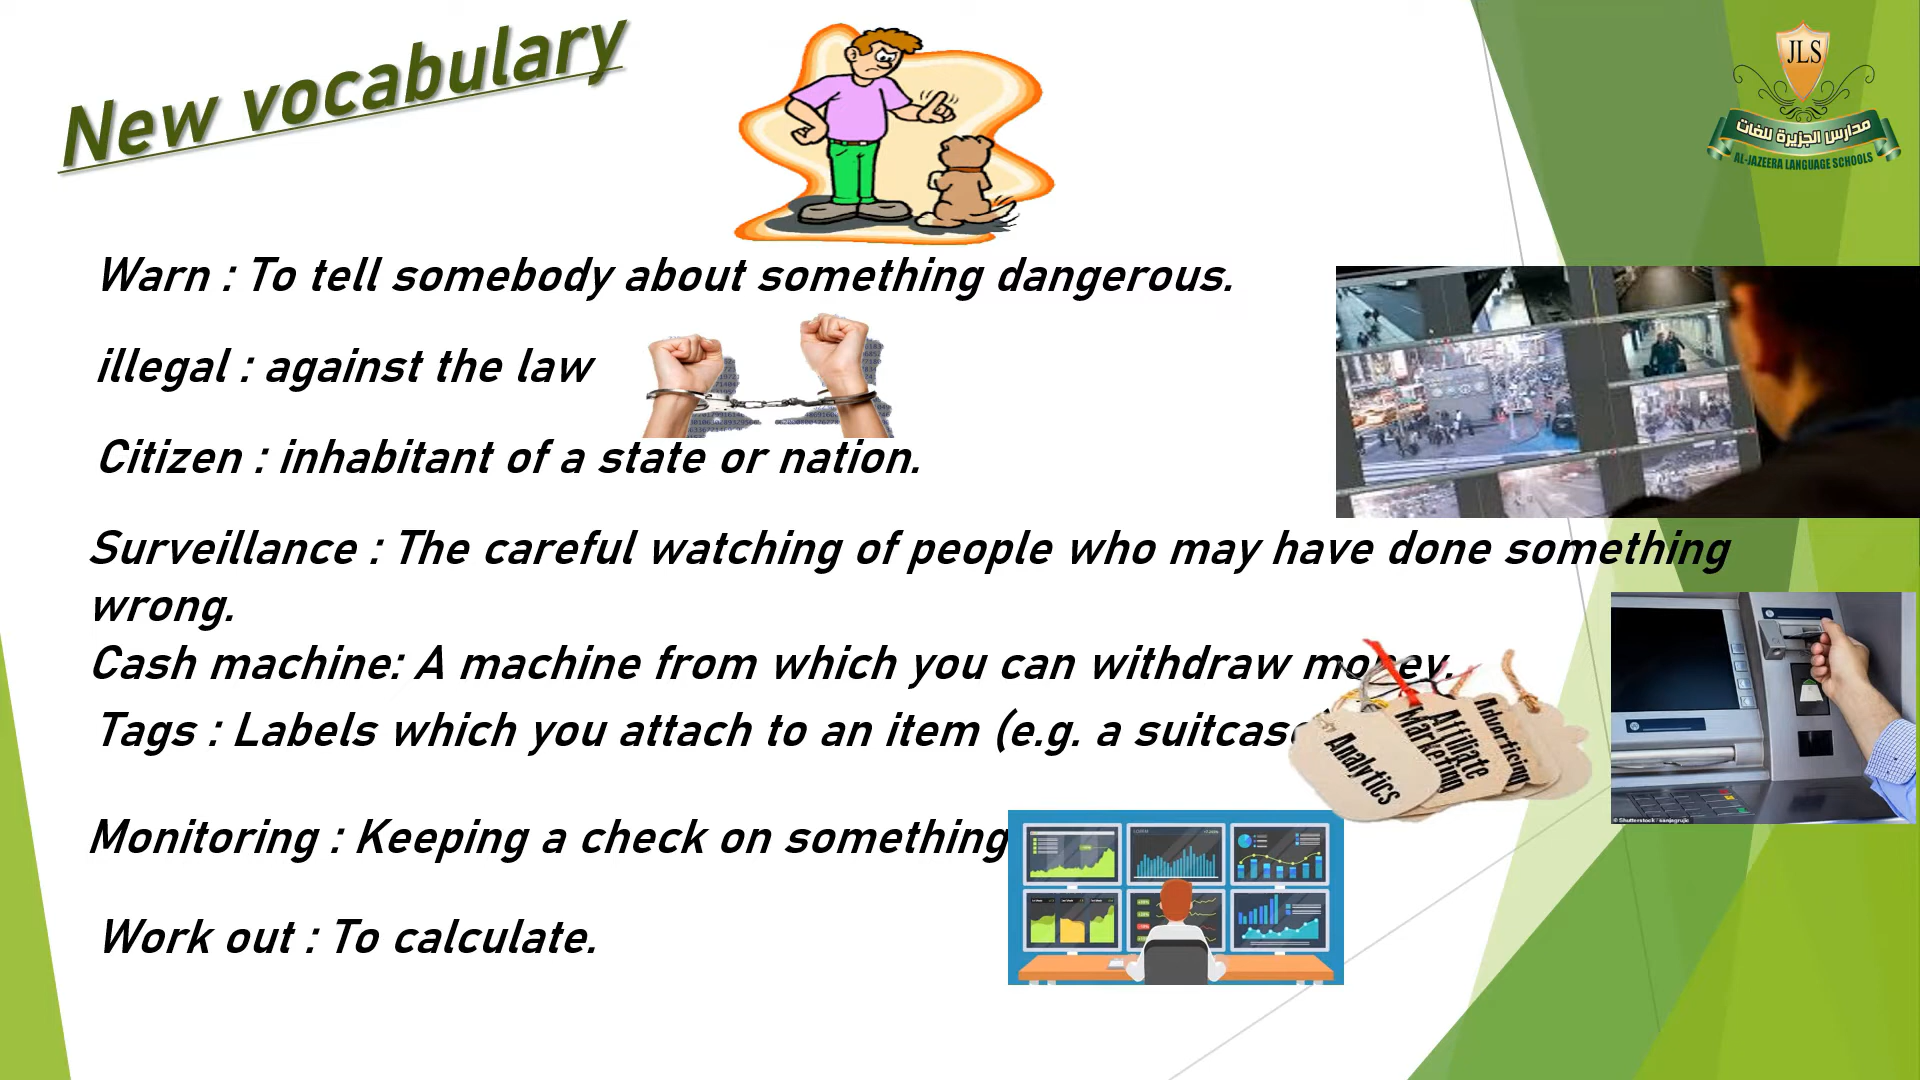 New vocabulary
JLS
مدارس الجزيرة للغات
AL-JAZEERA LANGUAGE SCHOOLS
Warn : To tell somebody about something dangerous.
illegal : against the law
Citizen : inhabitant of a state or nation.
Surveillance : The careful watching of people who may have done something
wrong.
Cash machine: A machine from which you can withdraw money.
Tags : Labels which you attach to an item (e.g. a suitcase)
Analytics
Marketing
Affiliate
Advertising
Monitoring : Keeping a check on something
Work out : To calculate.